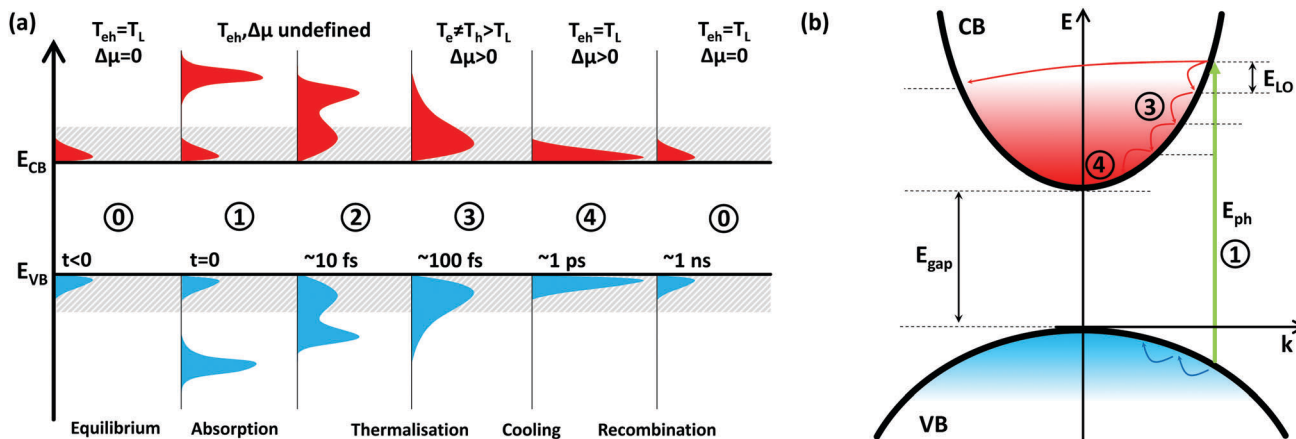 (a)
T_eh=T_L
Δμ=0
T_eh,Δμ undefined
T_e≠T_h>T_L
Δμ>0
T_eh=T_L
Δμ>0
T_eh=T_L
Δμ=0
E_CB
⓪
①
②
③
④
⓪
t<0
t=0
~10 fs
~100 fs
~1 ps
~1 ns
E_VB
Equilibrium
Absorption
Thermalisation
Cooling
Recombination
(b)
CB
E
E_LO
③
④
E_ph
①
E_gap
k
VB